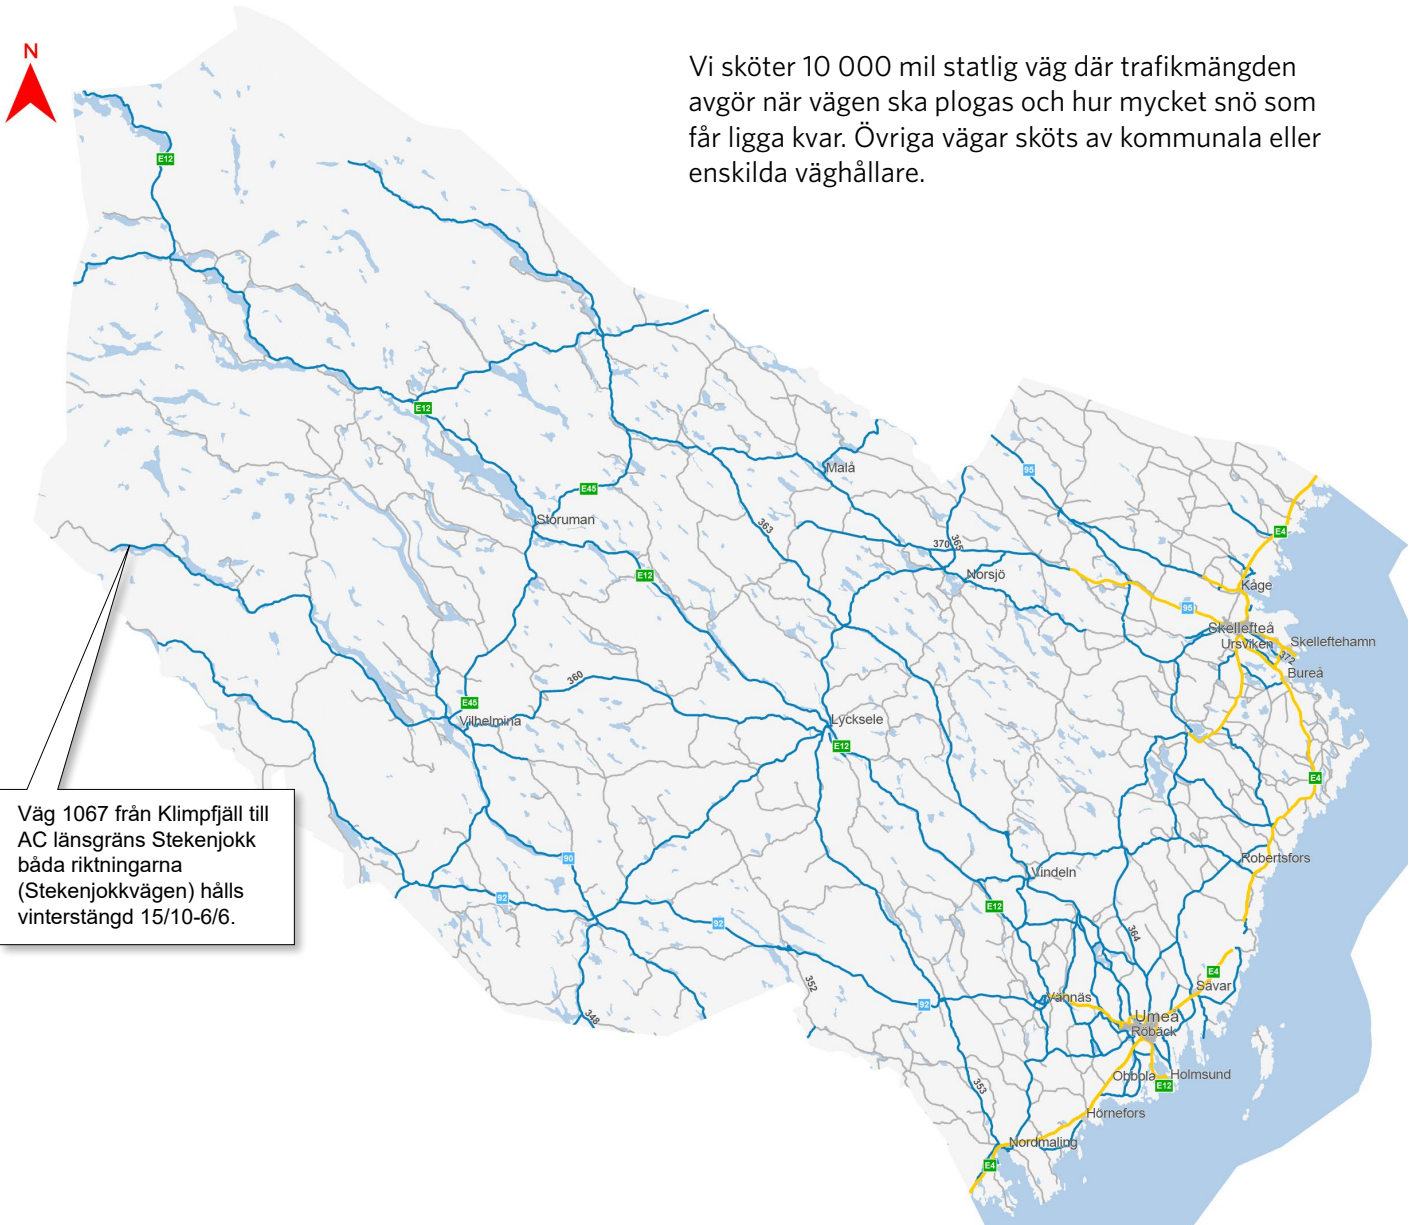 N
Vi sköter 10 000 mil statlig väg där trafikmängden
avgör när vägen ska plogas och hur mycket snö som
får ligga kvar. Övriga vägar sköts av kommunala eller
enskilda väghållare.
E12
E12
Malå
95
E45
Storuman
363
E4
370
365
E12
Norsjö
Kåge
95
Skellefteå
Ursviken
Skelleftehamn
372
Bureå
360
E45
Vilhelmina
Lycksele
E12
E4
Väg 1067 från Klimpfjäll till
AC länsgräns Stekenjokk
båda riktningarna
(Stekenjokkvägen) hålls
vinterstängd 15/10-6/6.
90
Robertsfors
Vindeln
92
E12
92
364
E4
352
Sävar
Vännäs
92
348
Umeå
Röbäck
Obbola
Holmsund
E12
353
Hörnefors
Nordmaling
E4